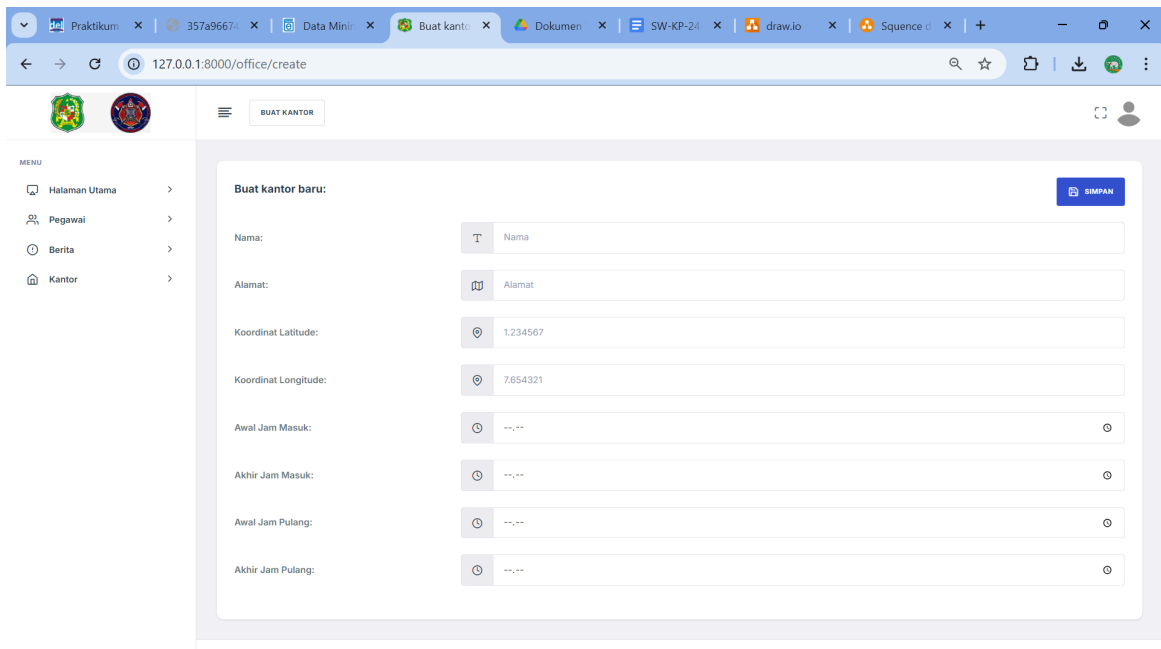 del Praktikum
357a96674
Data Minin
Buat kanto
Dokumen
SW-KP-24
draw.io
Squence d
127.0.0.1:8000/office/create
BUAT KANTOR
MENU
Halaman Utama
Pegawai
Berita
Kantor
Buat kantor baru:
SIMPAN
Nama:
T Nama
Alamat:
Alamat
Koordinat Latitude:
1.234567
Koordinat Longitude:
7.654321
Awal Jam Masuk:
--.--
Akhir Jam Masuk:
--.--
Awal Jam Pulang:
--.--
Akhir Jam Pulang:
--.--